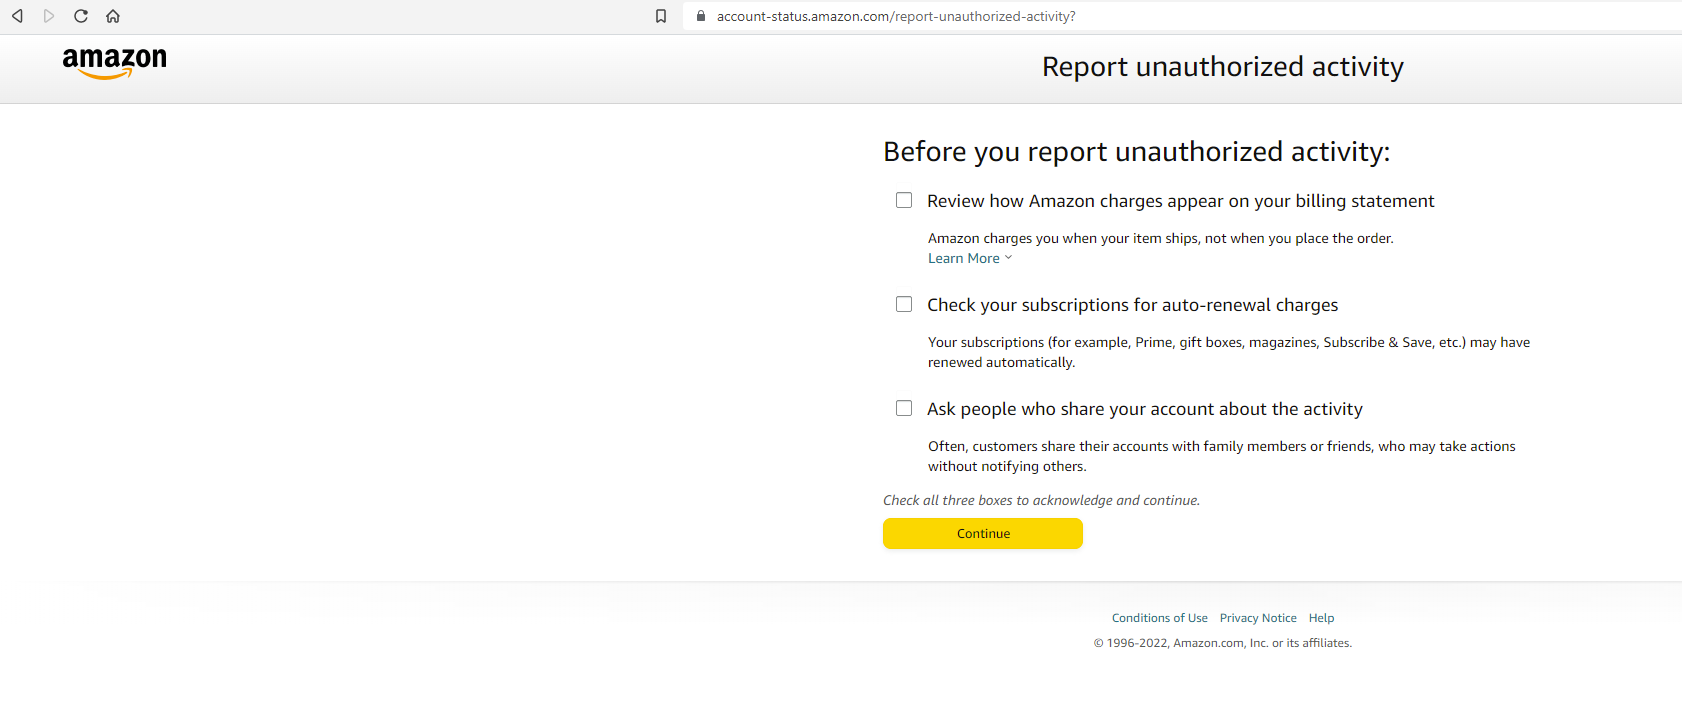 account-status.amazon.com/report-unauthorized-activity?
amazon
Report unauthorized activity
Before you report unauthorized activity:
Review how Amazon charges appear on your billing statement
Amazon charges you when your item ships, not when you place the order.
Learn More
Check your subscriptions for auto-renewal charges
Your subscriptions (for example, Prime, gift boxes, magazines, Subscribe & Save, etc.) may have
renewed automatically.
Ask people who share your account about the activity
Often, customers share their accounts with family members or friends, who may take actions
without notifying others.
Check all three boxes to acknowledge and continue.
Continue
Conditions of Use Privacy Notice Help
© 1996-2022, Amazon.com, Inc. or its affiliates.